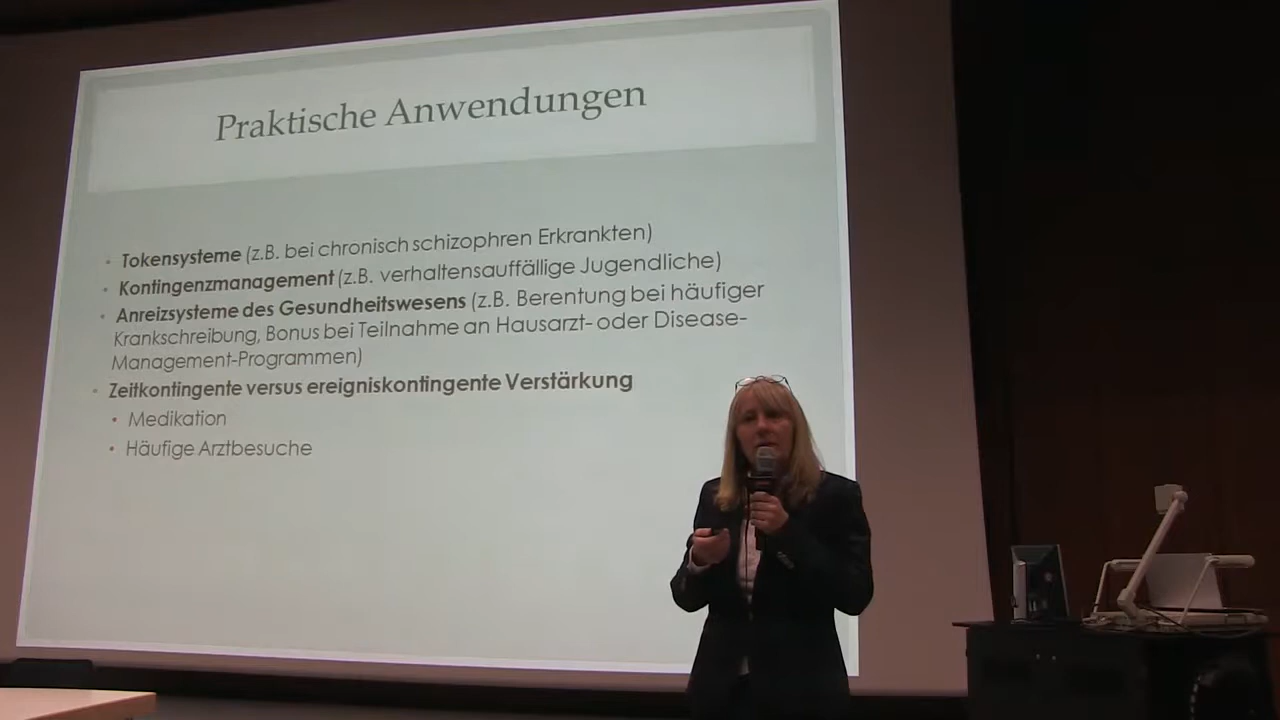 Praktische Anwendungen
• Tokensysteme (z.B. bei chronisch schizophren Erkrankten)
• Kontingenzmanagement (z.B. verhaltensauffällige Jugendliche)
• Anreizsysteme des Gesundheitswesens (z.B. Berentung bei häufiger
Krankschreibung, Bonus bei Teilnahme an Hausarzt- oder Disease-
Management-Programmen)
• Zeitkontingente versus ereigniskontingente Verstärkung
• Medikation
• Häufige Arztbesuche